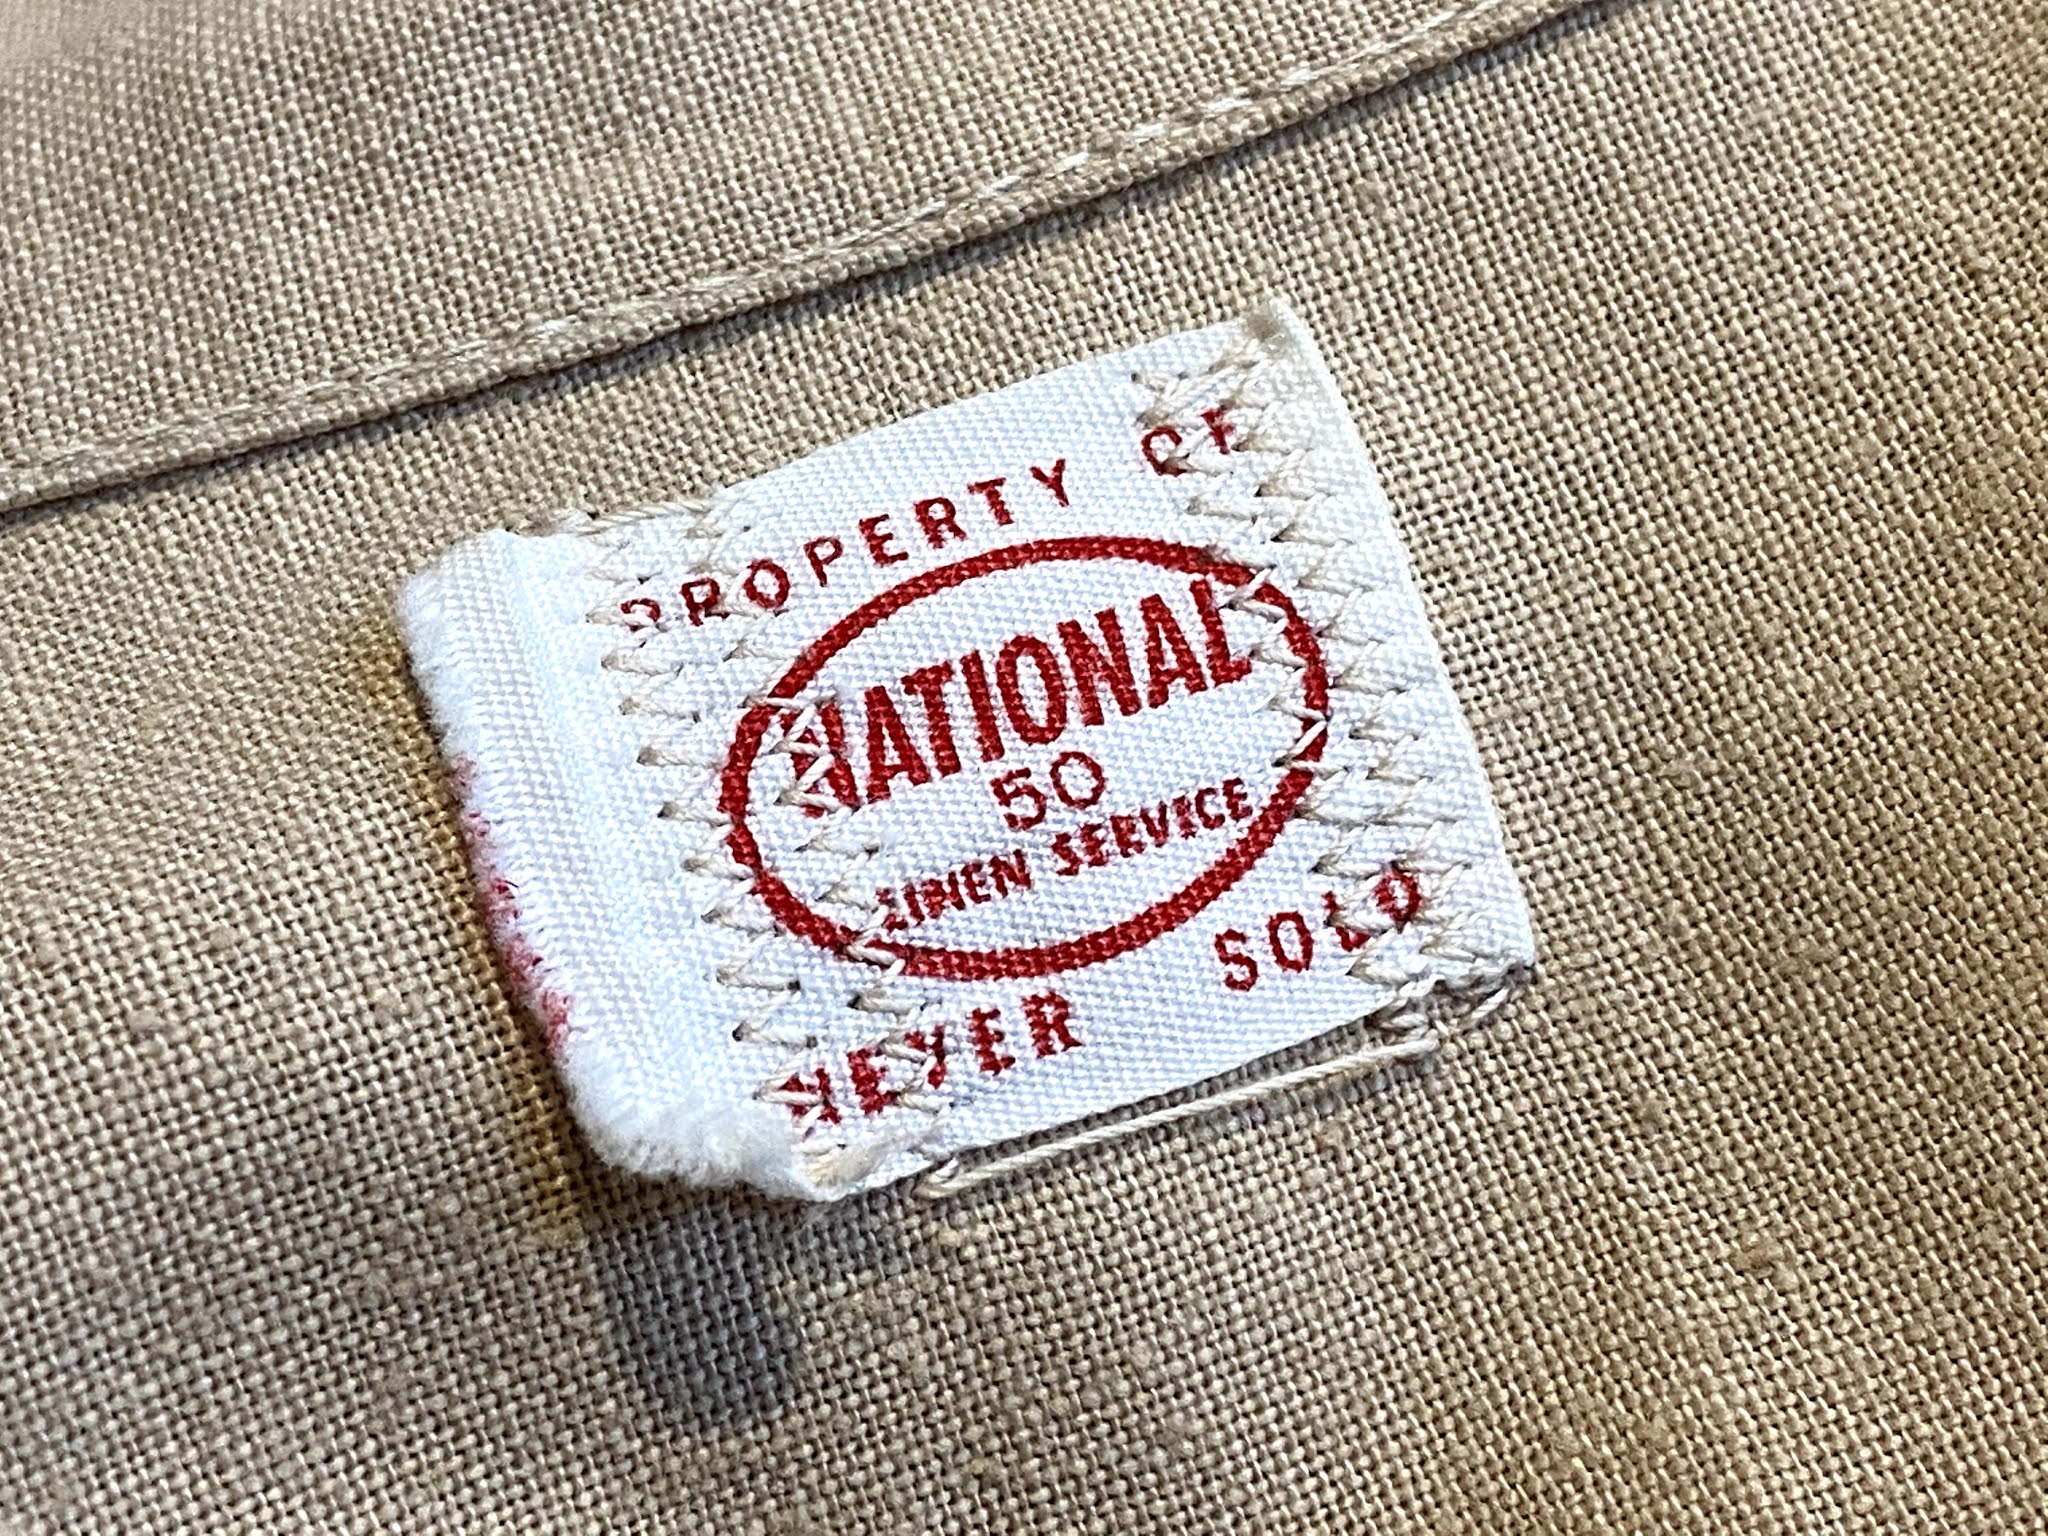 PROPERTY OF
NATIONAL
50
LINEN SERVICE
NEVER SOLD